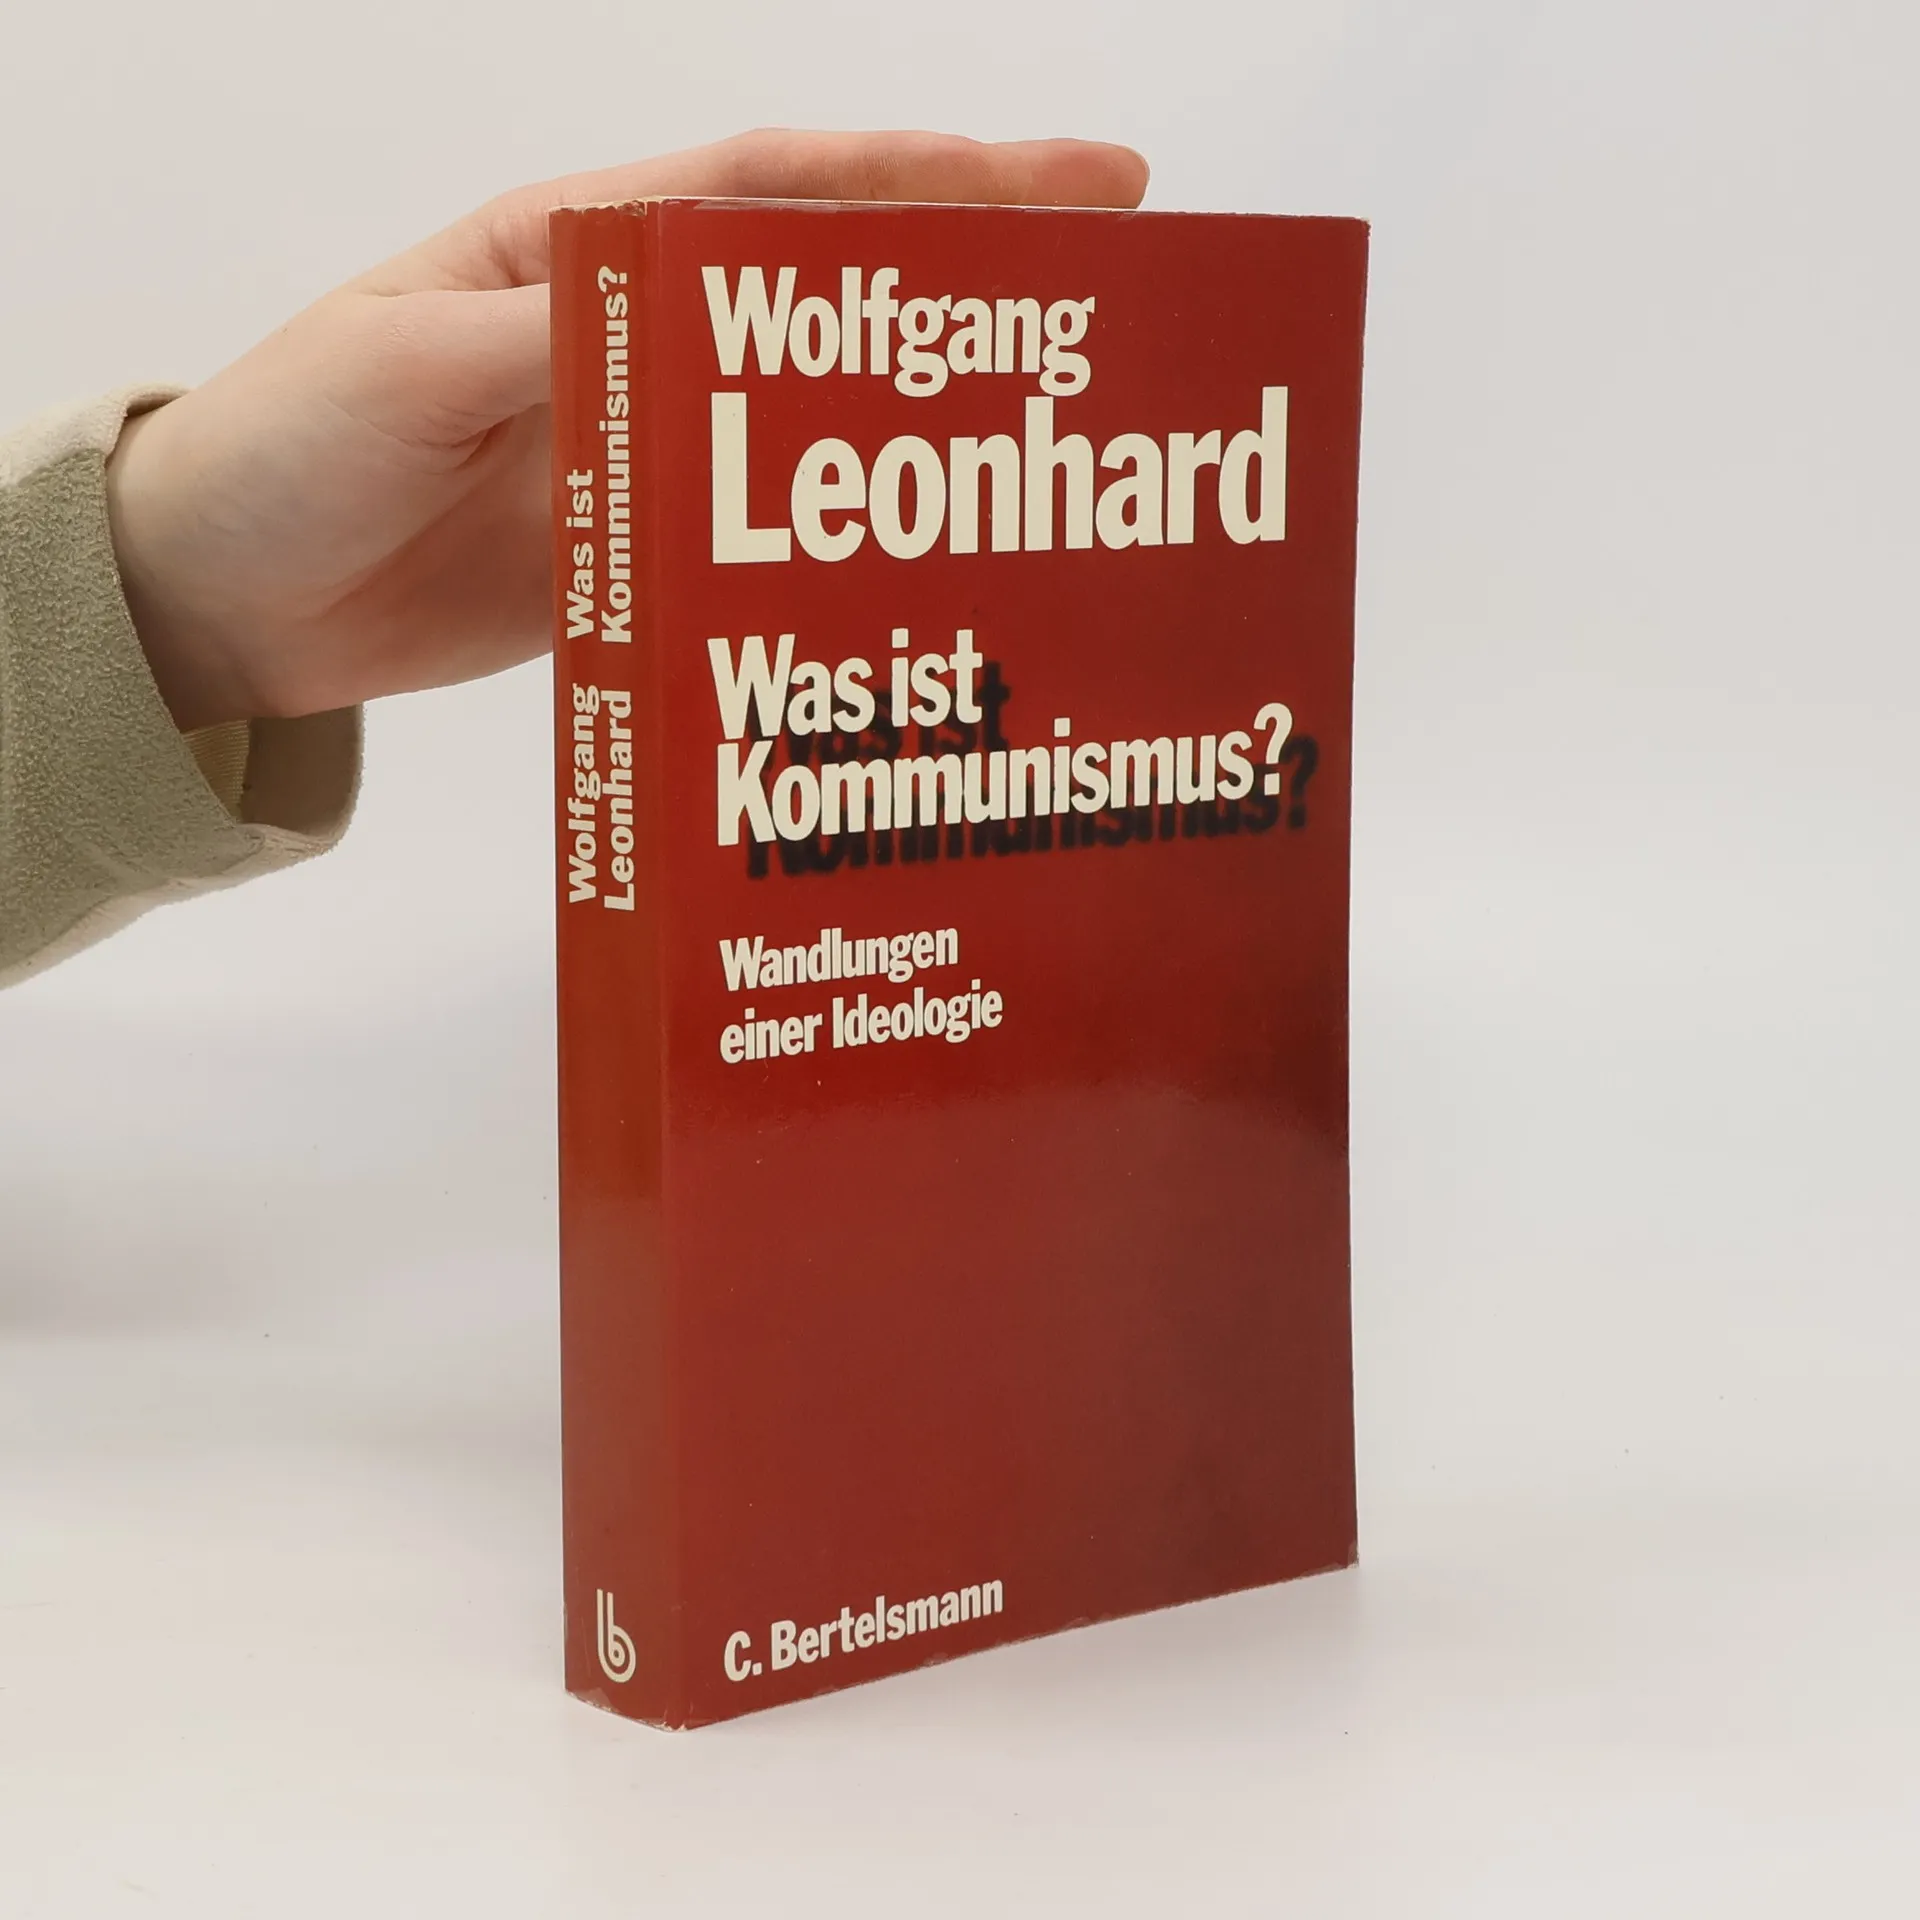 Wolfgang
Leonhard
Was ist
Kommunismus?
Wandlungen
einer Ideologie
C. Bertelsmann
Wolfgang
Leonhard
Was ist
Kommunismus?
b